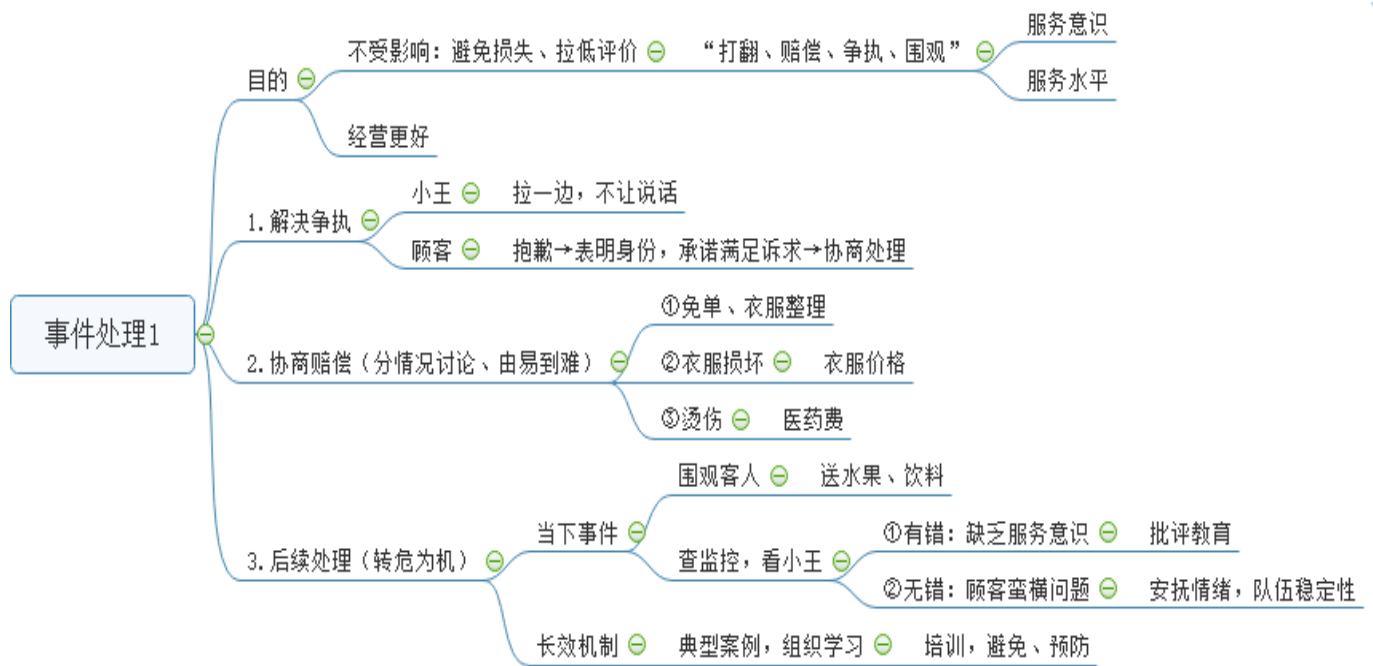 事件处理1
目的
不受影响：避免损失、拉低评价
“打翻、赔偿、争执、围观”
服务意识
服务水平
经营更好
1.解决争执
小王
拉一边，不让说话
顾客
抱歉→表明身份，承诺满足诉求→协商处理
2.协商赔偿（分情况讨论、由易到难）
①免单、衣服整理
②衣服损坏
衣服价格
③烫伤
医药费
3.后续处理（转危为机）
当下事件
围观客人
送水果、饮料
查监控，看小王
①有错：缺乏服务意识
批评教育
②无错：顾客蛮横问题
安抚情绪，队伍稳定性
长效机制
典型案例，组织学习
培训，避免、预防